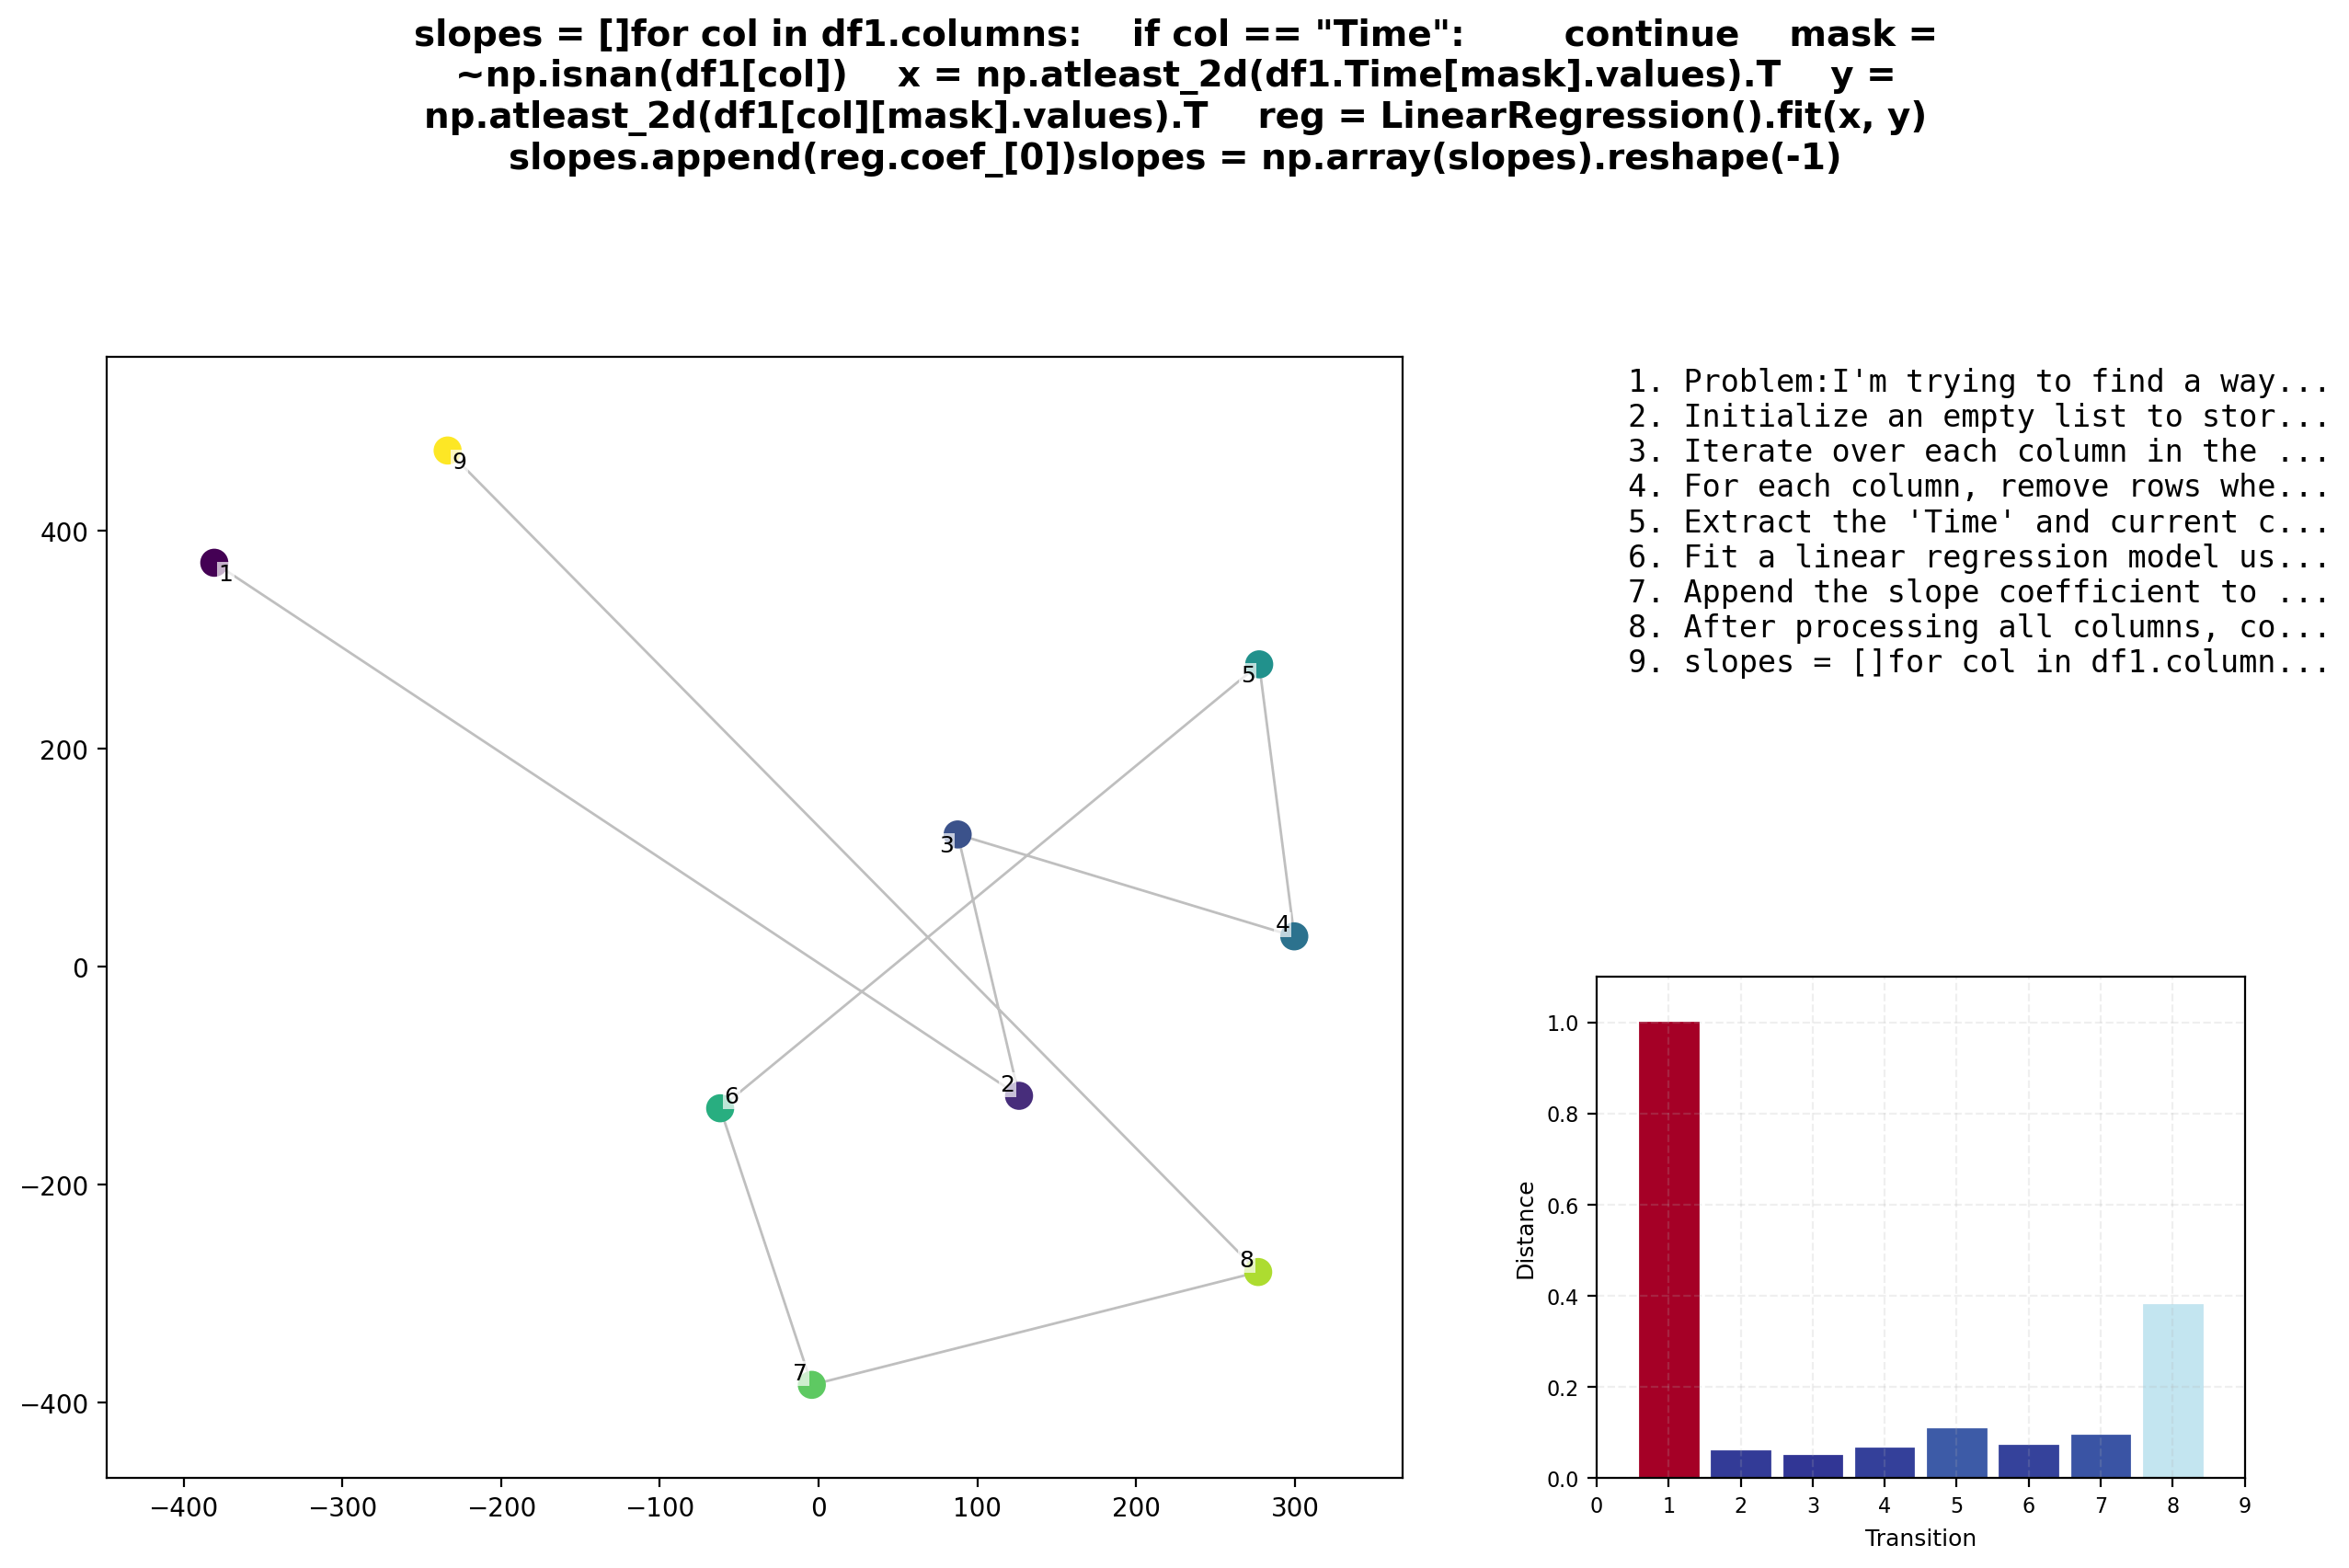 slopes = []for col in df1.columns:    if col == "Time":        continue    mask =
~np.isnan(df1[col])    x = np.atleast_2d(df1.Time[mask].values).T    y =
np.atleast_2d(df1[col][mask].values).T    reg = LinearRegression().fit(x, y)
slopes.append(reg.coef_[0])slopes = np.array(slopes).reshape(-1)
400
200
0
−200
−400
−400
−300
−200
−100
0
100
200
300
1
2
3
4
5
6
7
8
9
1. Problem:I'm trying to find a way...
2. Initialize an empty list to stor...
3. Iterate over each column in the ...
4. For each column, remove rows whe...
5. Extract the 'Time' and current c...
6. Fit a linear regression model us...
7. Append the slope coefficient to ...
8. After processing all columns, co...
9. slopes = []for col in df1.column...
Distance
1.0
0.8
0.6
0.4
0.2
0.0
0
1
2
3
4
5
6
7
8
9
Transition